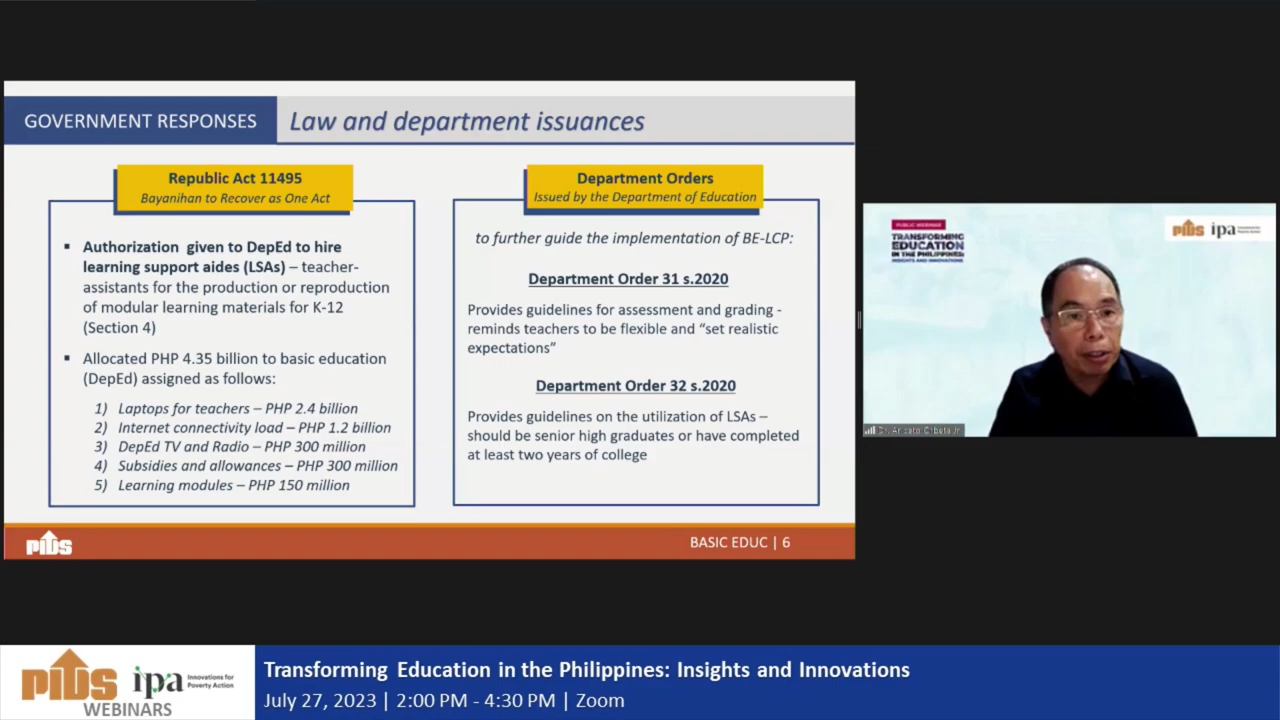 GOVERNMENT RESPONSES
Law and department issuances
Republic Act 11495
Bayanihan to Recover as One Act
▪ Authorization given to DepEd to hire
learning support aides (LSAs) – teacher-
assistants for the production or reproduction
of modular learning materials for K-12
(Section 4)
▪ Allocated PHP 4.35 billion to basic education
(DepEd) assigned as follows:
1) Laptops for teachers – PHP 2.4 billion
2) Internet connectivity load – PHP 1.2 billion
3) DepEd TV and Radio – PHP 300 million
4) Subsidies and allowances – PHP 300 million
5) Learning modules – PHP 150 million
Department Orders
Issued by the Department of Education
to further guide the implementation of BE-LCP:
Department Order 31 s.2020
Provides guidelines for assessment and grading -
reminds teachers to be flexible and “set realistic
expectations”
Department Order 32 s.2020
Provides guidelines on the utilization of LSAs –
should be senior high graduates or have completed
at least two years of college
PIDS
BASIC EDUC | 6
PUBLIC WEBINAR
TRANSFORMING
EDUCATION
IN THE PHILIPPINES:
INSIGHTS AND INNOVATIONS
PIDS ipa
Dr.
PIDS ipa Innovations for
Poverty Action
WEBINARS
Transforming Education in the Philippines: Insights and Innovations
July 27, 2023 | 2:00 PM - 4:30 PM | Zoom